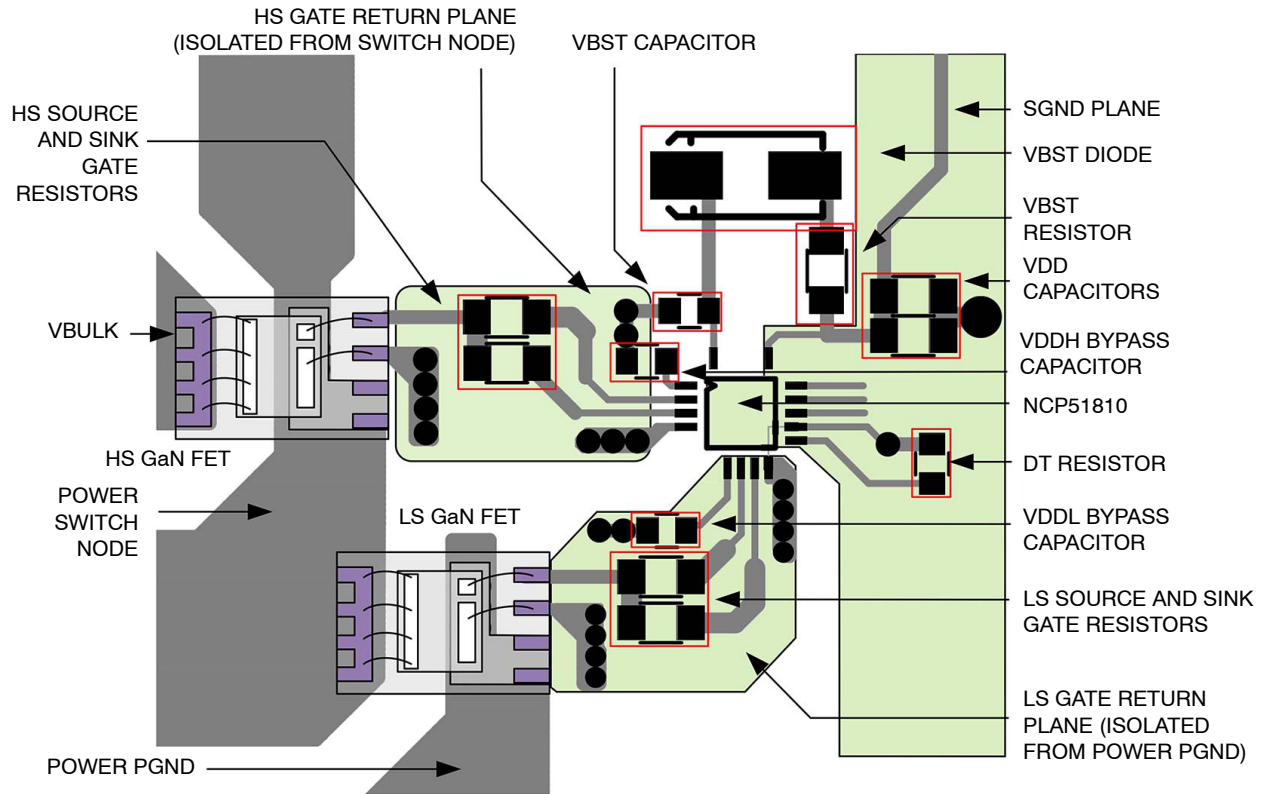 HS GATE RETURN PLANE
(ISOLATED FROM SWITCH NODE)
VBST CAPACITOR
HS SOURCE
AND SINK
GATE
RESISTORS
SGND PLANE
VBST DIODE
VBST
RESISTOR
VDD
CAPACITORS
VBULK
VDDH BYPASS
CAPACITOR
NCP51810
HS GaN FET
DT RESISTOR
POWER
SWITCH
NODE
LS GaN FET
VDDL BYPASS
CAPACITOR
LS SOURCE AND SINK
GATE RESISTORS
LS GATE RETURN
PLANE (ISOLATED
FROM POWER PGND)
POWER PGND